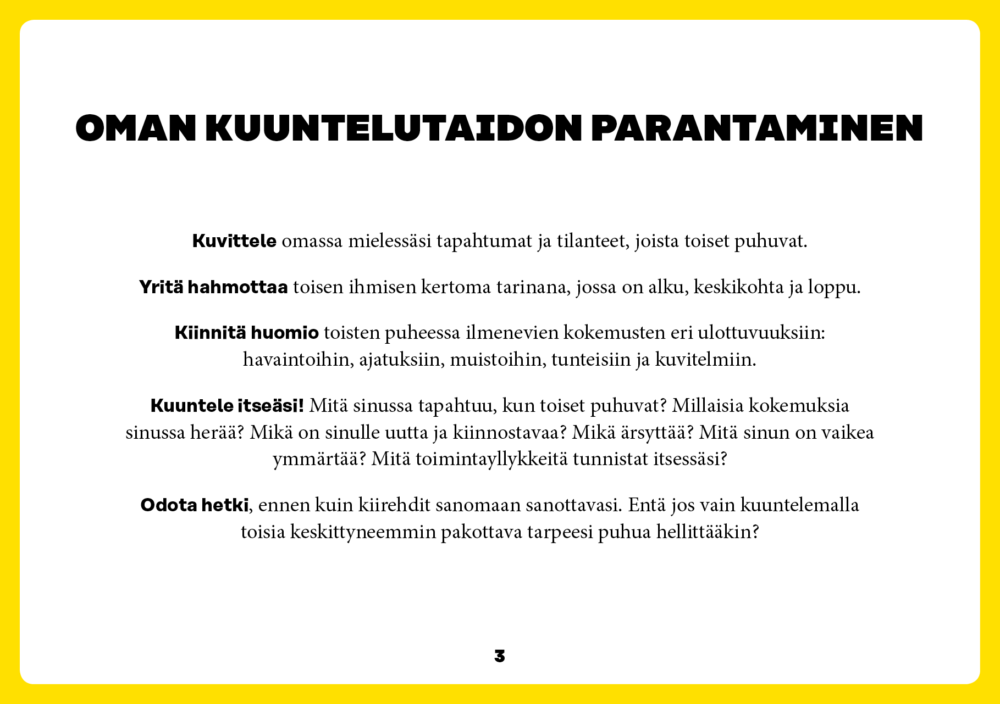 OMAN KUUNTELUTAIDON PARANTAMINEN
Kuvittele omassa mielessäsi tapahtumat ja tilanteet, joista toiset puhuvat.
Yritä hahmottaa toisen ihmisen kertoma tarinana, jossa on alku, keskikohta ja loppu.
Kiinnitä huomio toisten puheessa ilmenevien kokemusten eri ulottuvuuksiin:
havaintoihin, ajatuksiin, muistoihin, tunteisiin ja kuvitelmiin.
Kuuntele itseäsi! Mitä sinussa tapahtuu, kun toiset puhuvat? Millaisia kokemuksia
sinussa herää? Mikä on sinulle uutta ja kiinnostavaa? Mikä ärsyttää? Mitä sinun on vaikea
ymmärtää? Mitä toimintayllykkeitä tunnistat itsessäsi?
Odota hetki, ennen kuin kiirehdit sanomaan sanottavasi. Entä jos vain kuuntelemalla
toisia keskittyneemmin pakottava tarpeesi puhua hellittääkin?
3